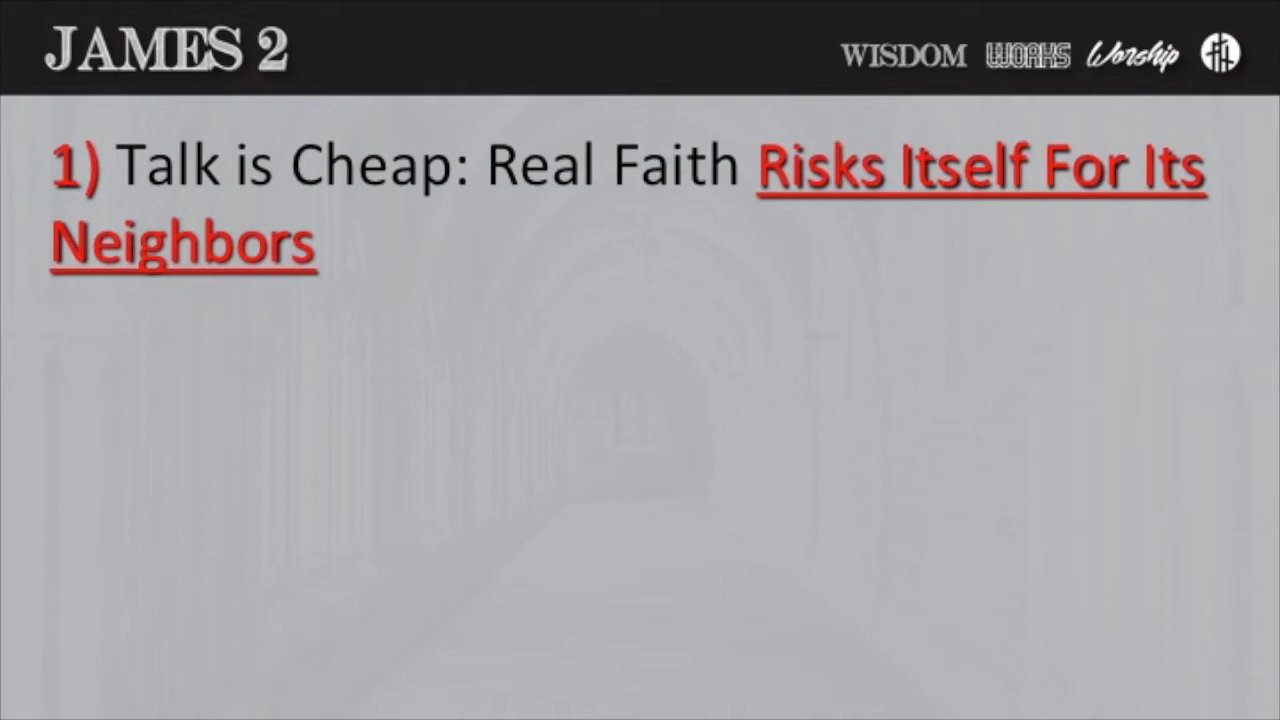 JAMES 2
WISDOM WORKS Worship
1) Talk is Cheap: Real Faith Risks Itself For Its
Neighbors